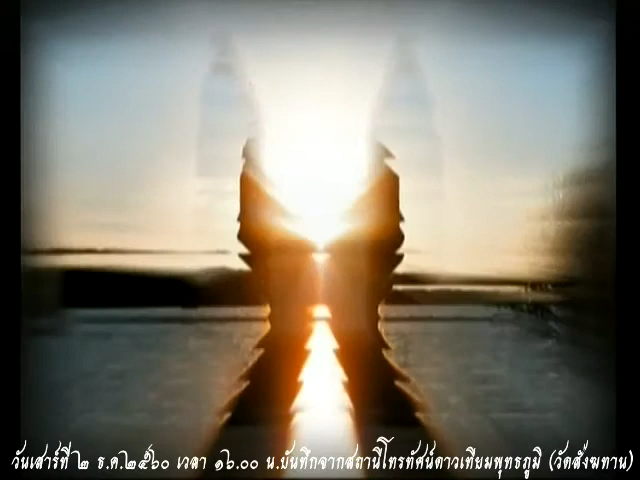 วันเสาร์ที่ ๒ ธ.ค.๒๕๖๐ เวลา ๑๖.๐๐ น.บันทึกจากสถานีโทรทัศน์ดาวเทียมพุทธภูมิ (วัดสังฆทาน)